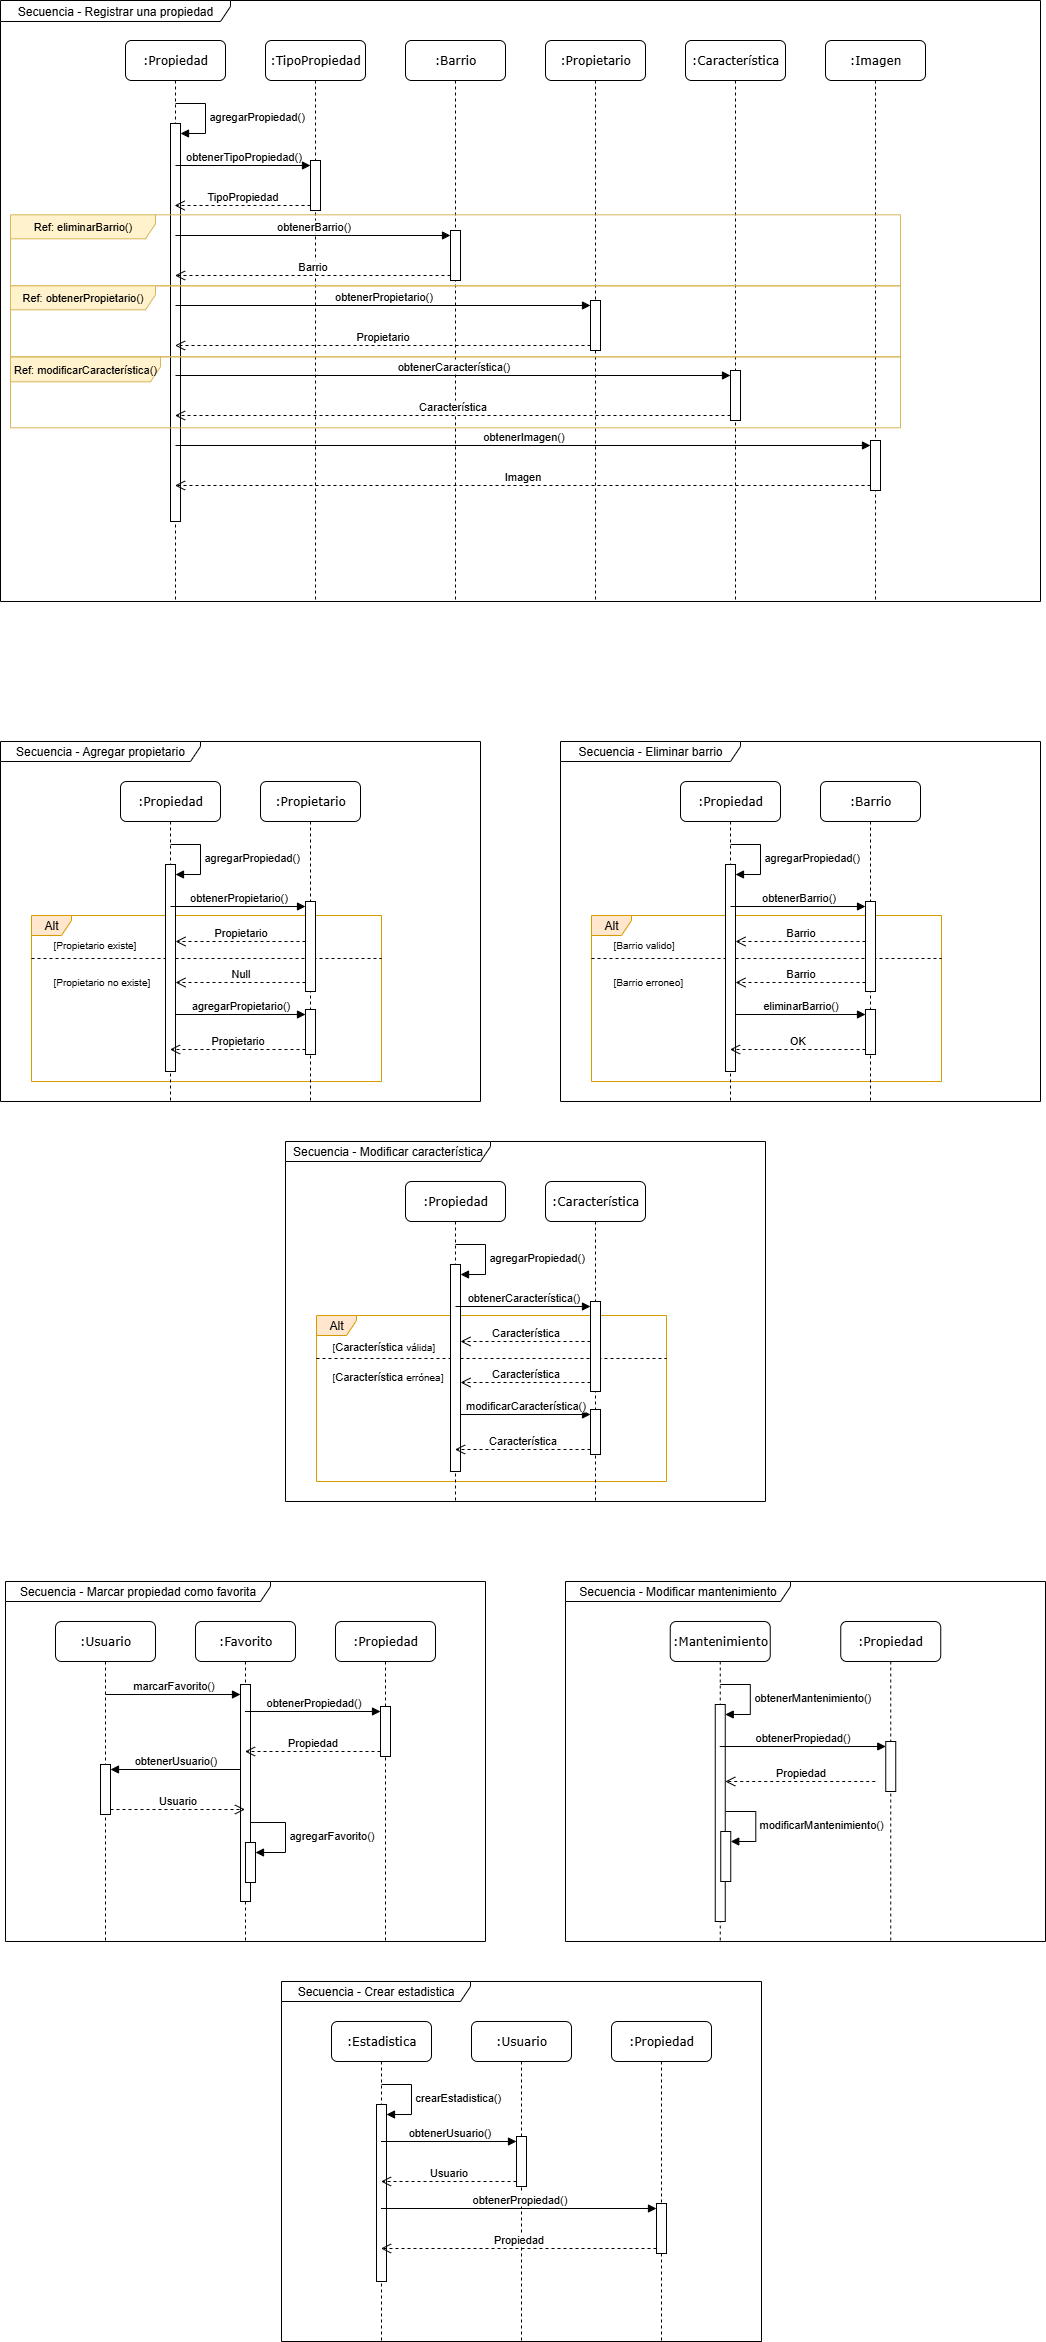 Secuencia - Registrar una propiedad
:Propiedad
:TipoPropiedad
:Barrio
:Propietario
:Característica
:Imagen
agregarPropiedad()
obtenerTipoPropiedad()
TipoPropiedad
Ref: eliminarBarrio()
obtenerBarrio()
Barrio
Ref: obtenerPropietario()
obtenerPropietario()
Propietario
Ref: modificarCaracterística()
obtenerCaracterística()
Característica
obtenerImagen()
Imagen
Secuencia - Agregar propietario
:Propiedad
:Propietario
agregarPropiedad()
obtenerPropietario()
Alt
Propietario
[Propietario existe]
Null
[Propietario no existe]
agregarPropietario()
Propietario
Secuencia - Eliminar barrio
:Propiedad
:Barrio
agregarPropiedad()
obtenerBarrio()
Alt
Barrio
[Barrio valido]
Barrio
[Barrio erroneo]
eliminarBarrio()
OK
Secuencia - Modificar característica
:Propiedad
:Característica
agregarPropiedad()
obtenerCaracterística()
Alt
Característica
[Característica válida]
Característica
[Característica errónea]
modificarCaracterística()
Característica
Secuencia - Marcar propiedad como favorita
:Usuario
:Favorito
:Propiedad
marcarFavorito()
obtenerPropiedad()
Propiedad
obtenerUsuario()
Usuario
agregarFavorito()
Secuencia - Modificar mantenimiento
:Mantenimiento
:Propiedad
obtenerMantenimiento()
obtenerPropiedad()
Propiedad
modificarMantenimiento()
Secuencia - Crear estadistica
:Estadistica
:Usuario
:Propiedad
crearEstadistica()
obtenerUsuario()
Usuario
obtenerPropiedad()
Propiedad